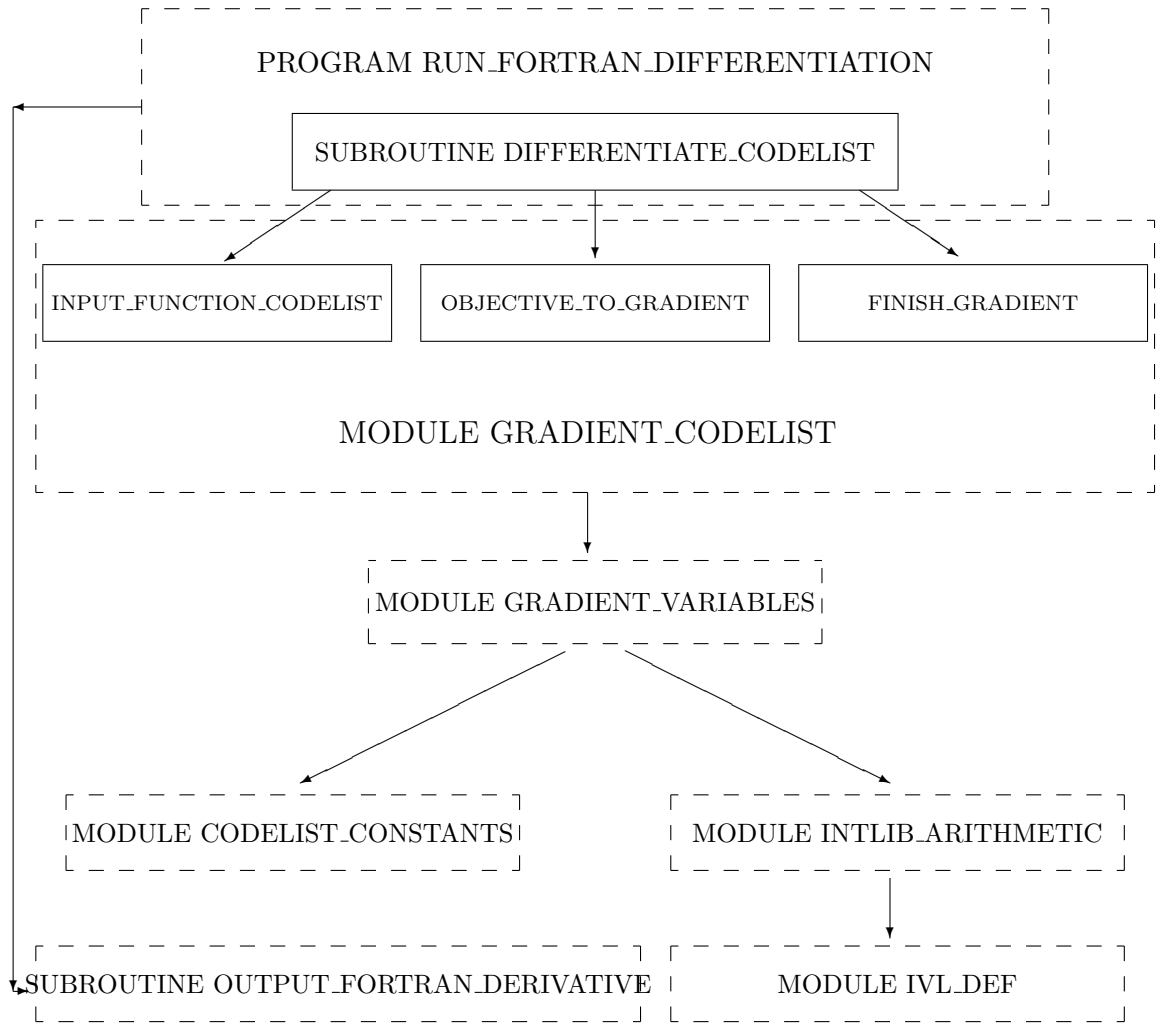 PROGRAM RUN_FORTRAN_DIFFERENTIATION
SUBROUTINE DIFFERENTIATE_CODELIST
INPUT_FUNCTION_CODELIST
OBJECTIVE_TO_GRADIENT
FINISH_GRADIENT
MODULE GRADIENT_CODELIST
MODULE GRADIENT_VARIABLES
MODULE CODELIST_CONSTANTS
MODULE INTLIB_ARITHMETIC
SUBROUTINE OUTPUT_FORTRAN_DERIVATIVE
MODULE IVL_DEF